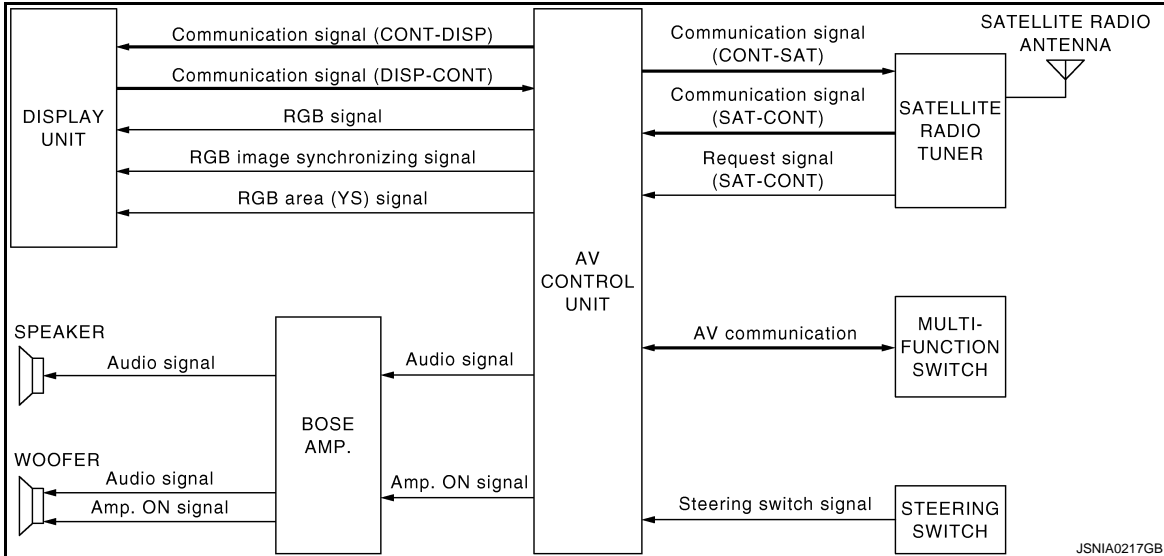 Communication signal (CONT-DISP)
Communication signal (DISP-CONT)
RGB signal
RGB image synchronizing signal
RGB area (YS) signal
DISPLAY
UNIT
Communication signal
(CONT-SAT)
Communication signal
(SAT-CONT)
Request signal
(SAT-CONT)
SATELLITE RADIO
ANTENNA
SATELLITE
RADIO
TUNER
AV
CONTROL
UNIT
SPEAKER
Audio signal
Audio signal
BOSE
AMP.
WOOFER
Audio signal
Amp. ON signal
Amp. ON signal
AV communication
MULTI-
FUNCTION
SWITCH
Steering switch signal
STEERING
SWITCH
JSNIA0217GB